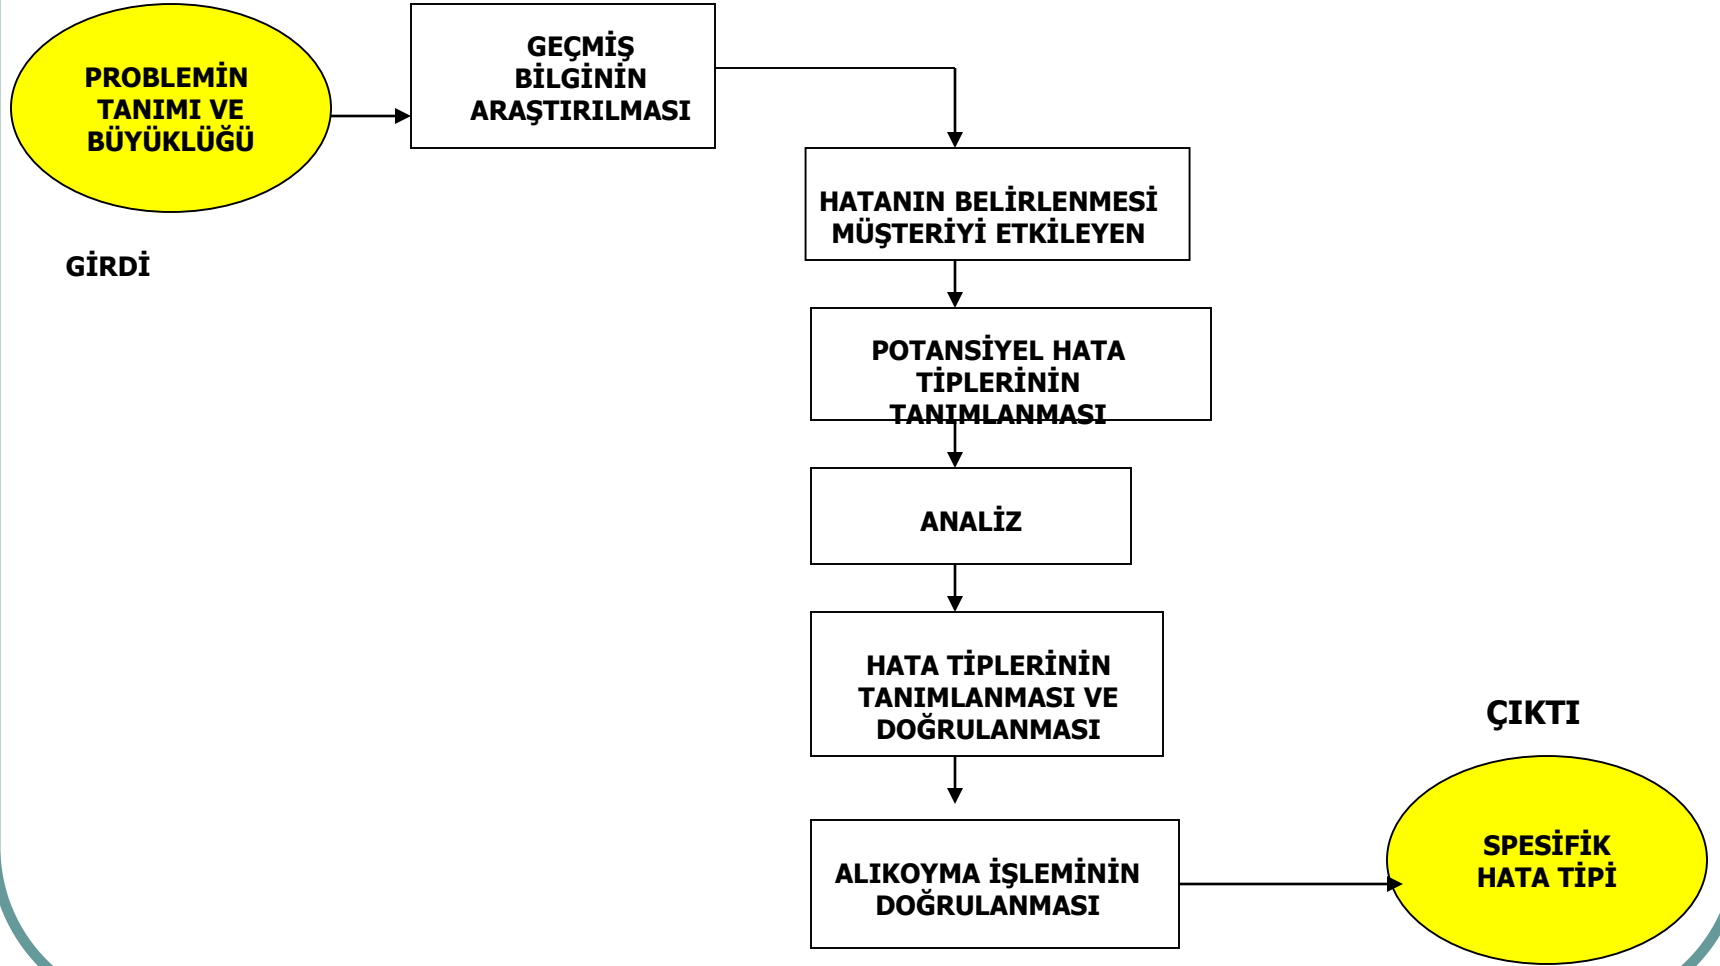 PROBLEMİN
TANIMI VE
BÜYÜKLÜĞÜ
GİRDİ
GEÇMİŞ
BİLGİNİN
ARAŞTIRILMASI
HATANIN BELİRLENMESİ
MÜŞTERİYİ ETKİLEYEN
POTANSİYEL HATA
TİPLERİNİN
TANIMLANMASI
ANALİZ
HATA TİPLERİNİN
TANIMLANMASI VE
DOĞRULANMASI
ALIKOYMA İŞLEMİNİN
DOĞRULANMASI
ÇIKTI
SPESİFİK
HATA TİPİ